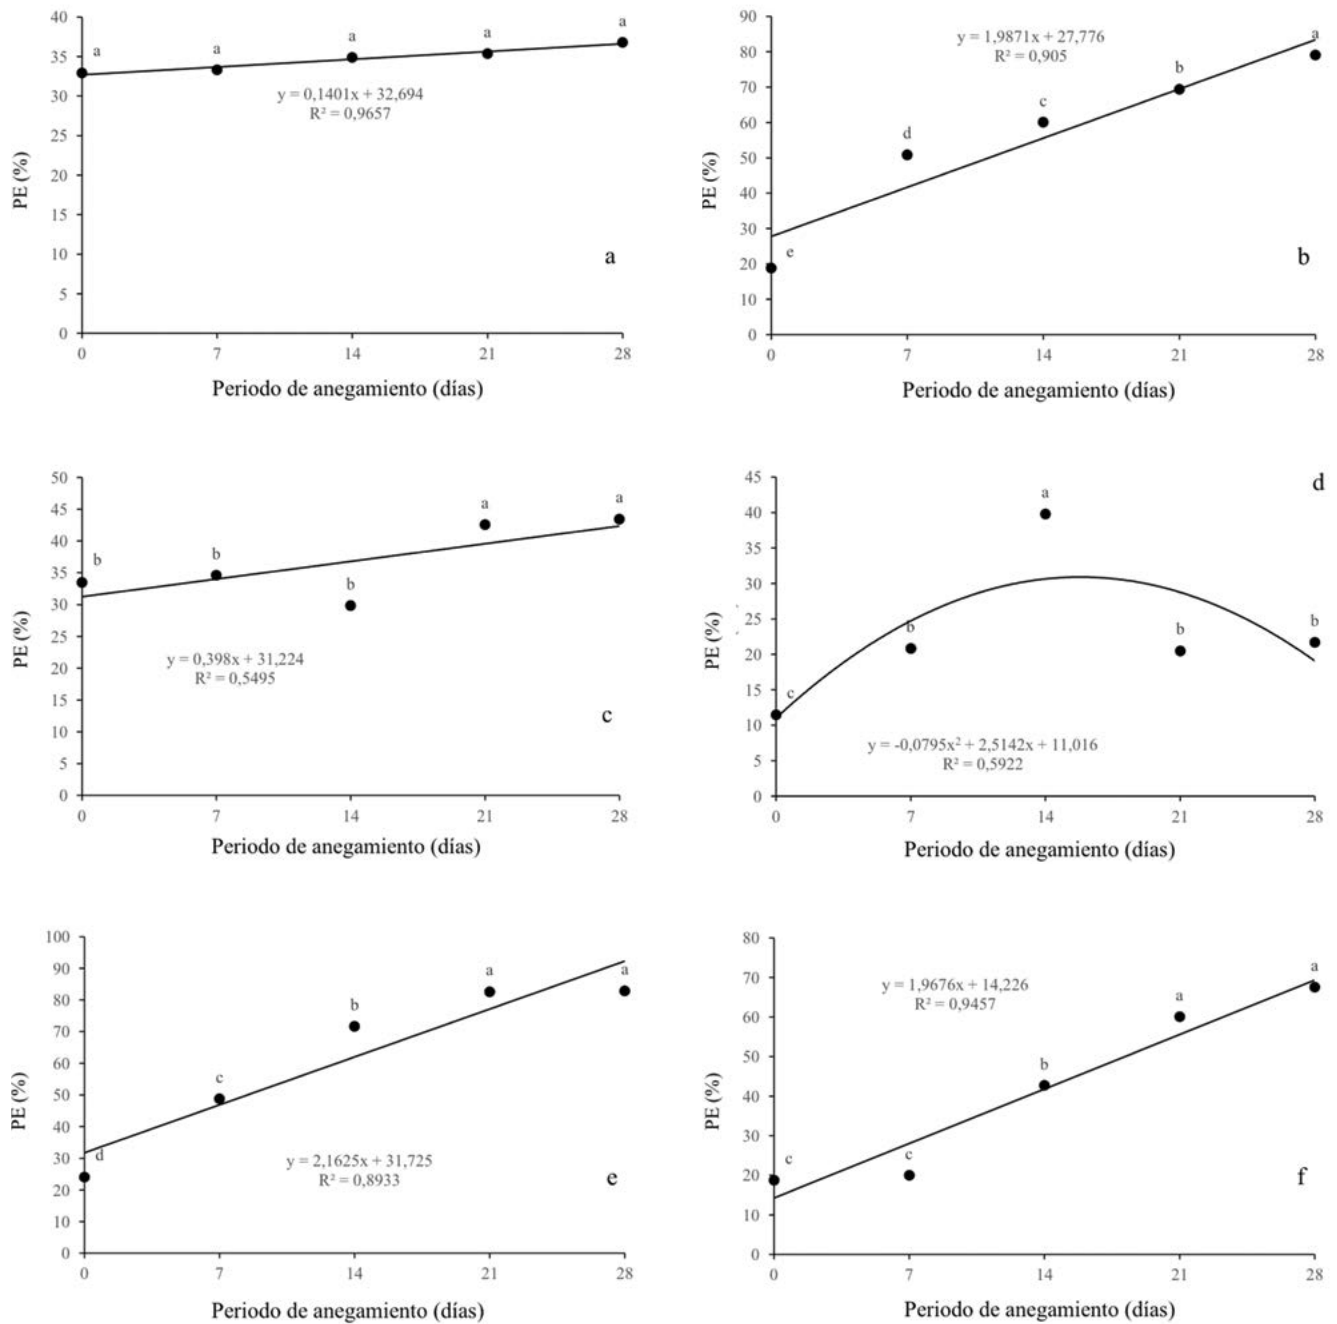 40
35
30
25
20
15
10
5
0
PE (%)
a
a
a
a
a
y = 0,1401x + 32,694
R² = 0,9657
a
0
7
14
21
28
Periodo de anegamiento (días)
90
80
70
60
50
40
30
20
10
0
PE (%)
y = 1,9871x + 27,776
R² = 0,905
e
d
c
b
a
b
0
7
14
21
28
Periodo de anegamiento (días)
50
45
40
35
30
25
20
15
10
5
0
PE (%)
b
b
b
a
a
y = 0,398x + 31,224
R² = 0,5495
c
0
7
14
21
28
Periodo de anegamiento (días)
45
40
35
30
25
20
15
10
5
0
PE (%)
c
b
a
b
b
d
y = -0,0795x² + 2,5142x + 11,016
R² = 0,5922
0
7
14
21
28
Periodo de anegamiento (días)
100
90
80
70
60
50
40
30
20
10
0
PE (%)
d
c
b
a
a
y = 2,1625x + 31,725
R² = 0,8933
e
0
7
14
21
28
Periodo de anegamiento (días)
80
70
60
50
40
30
20
10
0
PE (%)
y = 1,9676x + 14,226
R² = 0,9457
c
c
b
a
a
f
0
7
14
21
28
Periodo de anegamiento (días)